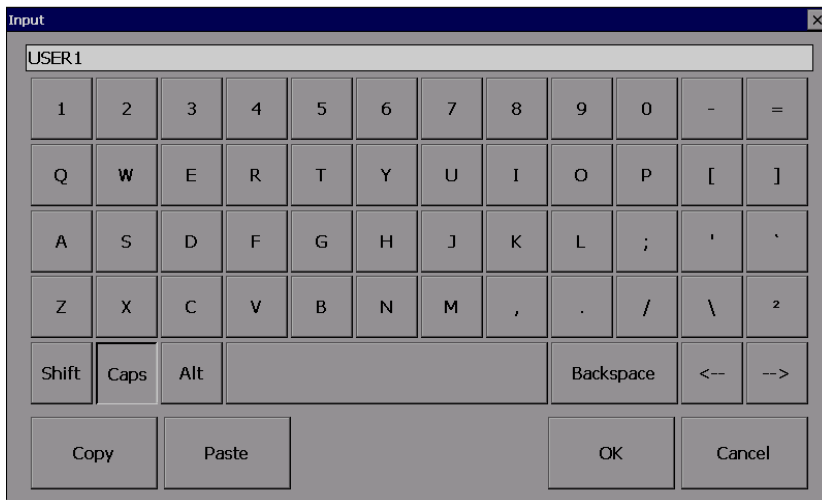 Input
USER1
1 2 3 4 5 6 7 8 9 0 - =
Q W E R T Y U I O P [ ]
A S D F G H J K L ; ' `
Z X C V B N M , . / \ ²
Shift Caps Alt Backspace <-- -->
Copy Paste OK Cancel